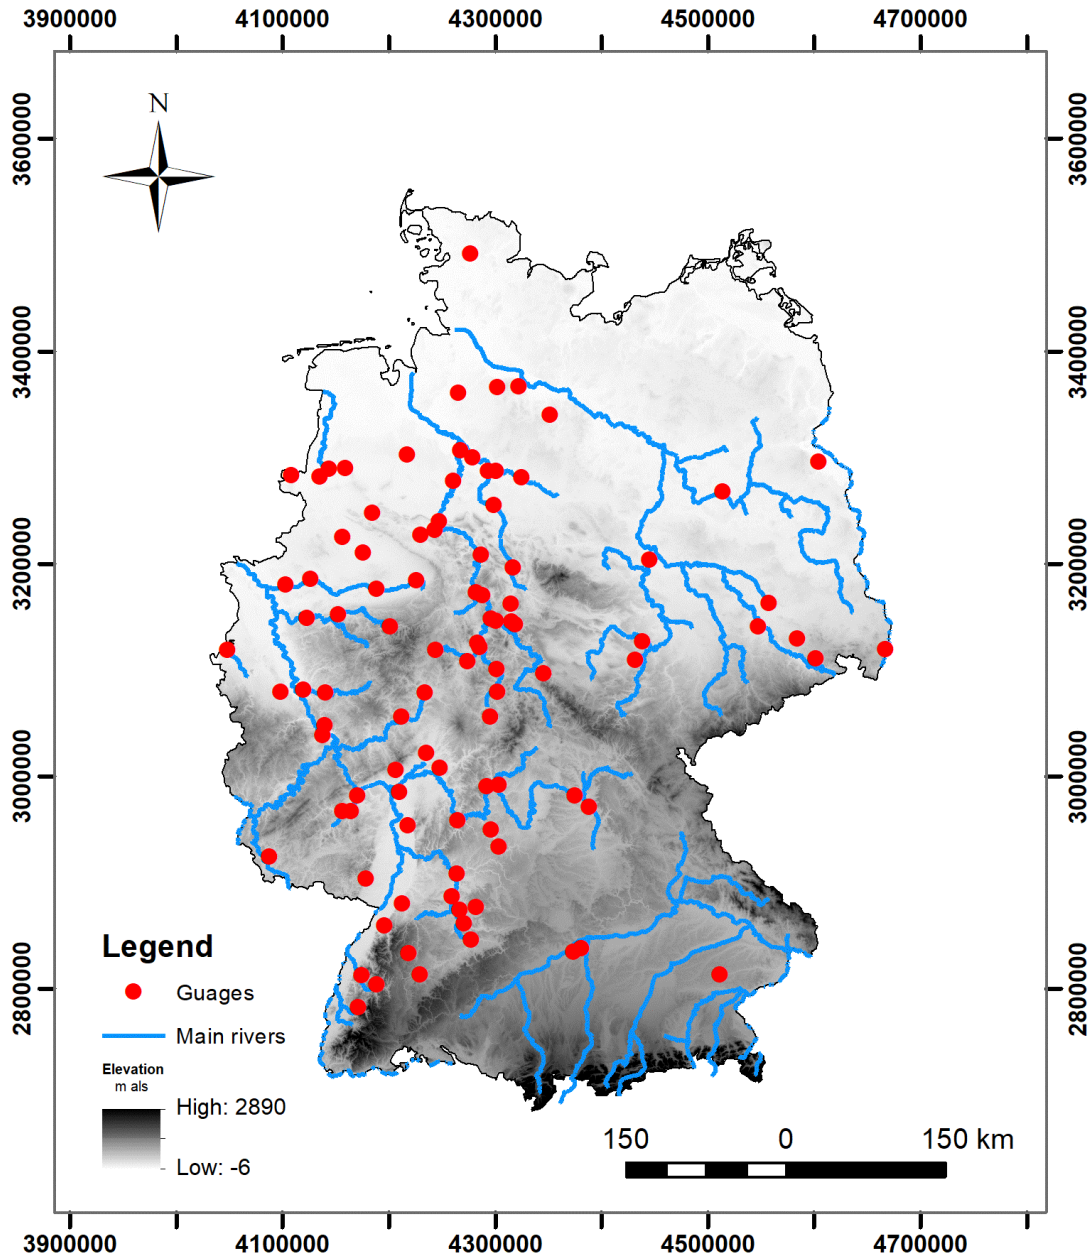 3900000 4100000 4300000 4500000 4700000
N
3600000 3600000
3400000 3400000
3200000 3200000
3000000 3000000
2800000 2800000
Legend
Guages
Main rivers
Elevation
m als
High: 2890
Low: -6
150 0 150 km
3900000 4100000 4300000 4500000 4700000